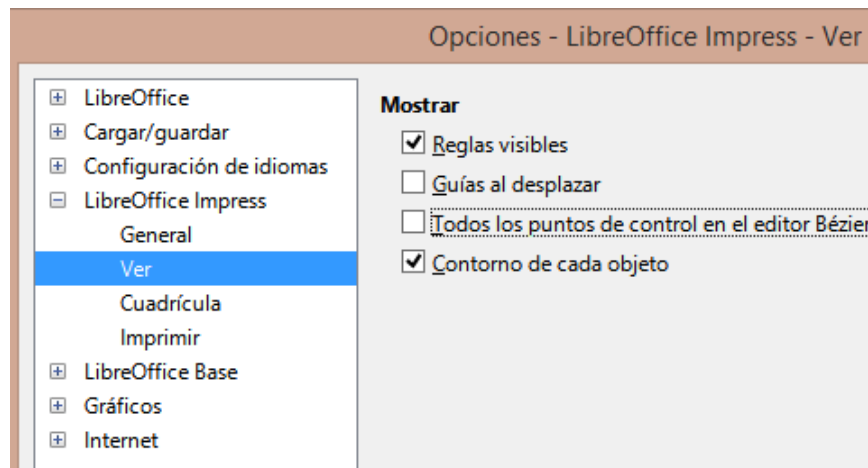 Opciones - LibreOffice Impress - Ver
LibreOffice
Cargar/guardar
Configuración de idiomas
LibreOffice Impress
General
Ver
Cuadrícula
Imprimir
LibreOffice Base
Gráficos
Internet
Mostrar
Reglas visibles
Guías al desplazar
Todos los puntos de control en el editor Bézier
Contorno de cada objeto